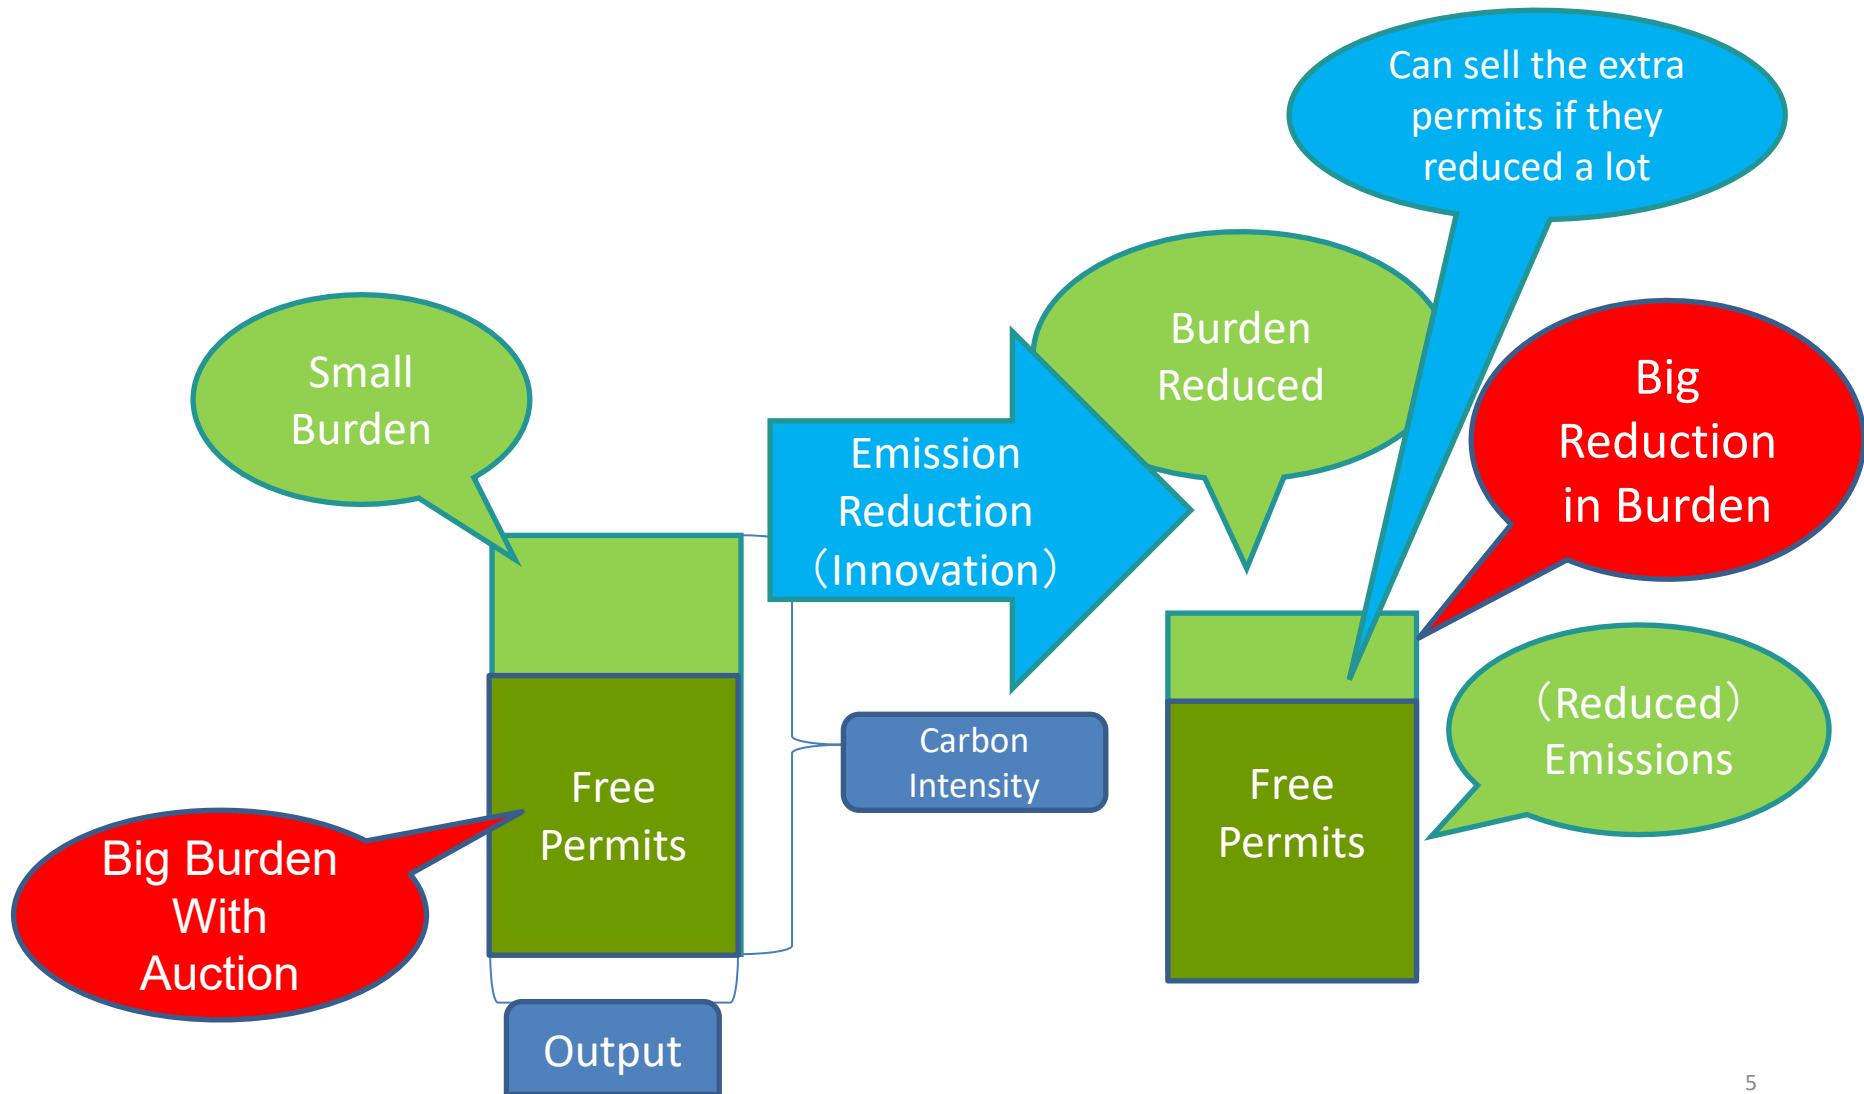 Can sell the extra
permits if they
reduced a lot
Burden
Reduced
Small
Burden
Big
Reduction
in Burden
Emission
Reduction
（Innovation）
（Reduced）
Emissions
Carbon
Intensity
Free
Permits
Free
Permits
Big Burden
With
Auction
Output
5